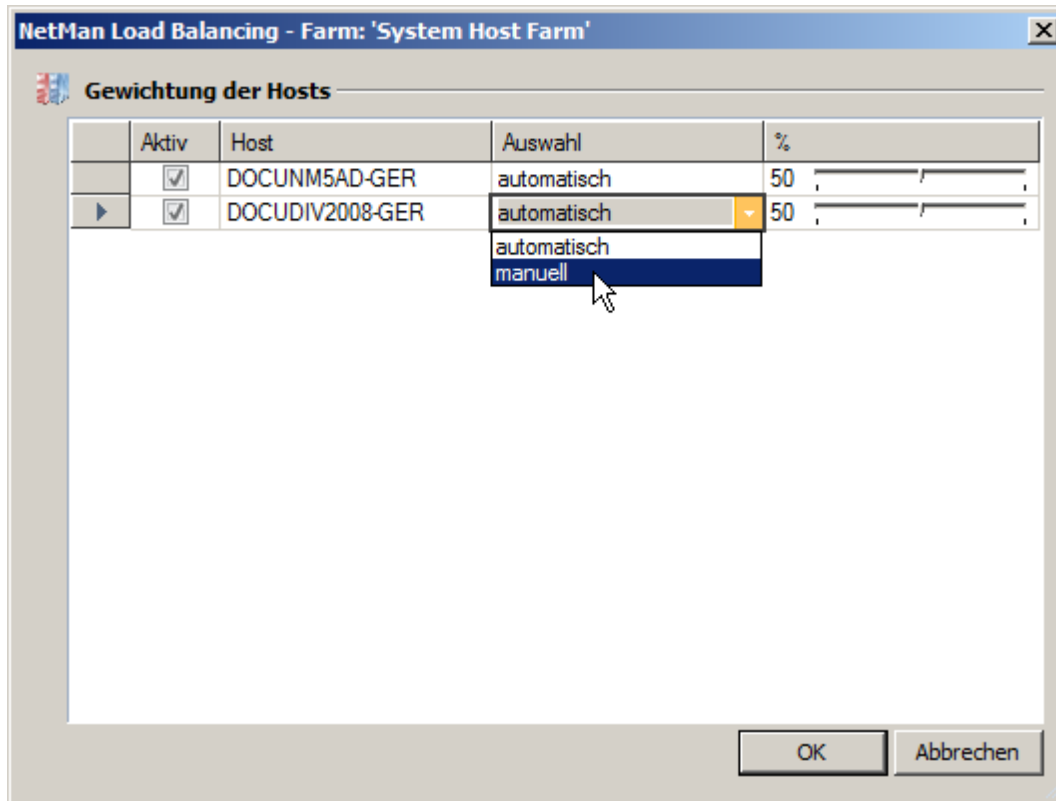 NetMan Load Balancing - Farm: 'System Host Farm'
Gewichtung der Hosts
Aktiv Host Auswahl %
DOCUNM5AD-GER automatisch 50
DOCUDIV2008-GER automatisch 50
automatisch
manuell
OK Abbrechen